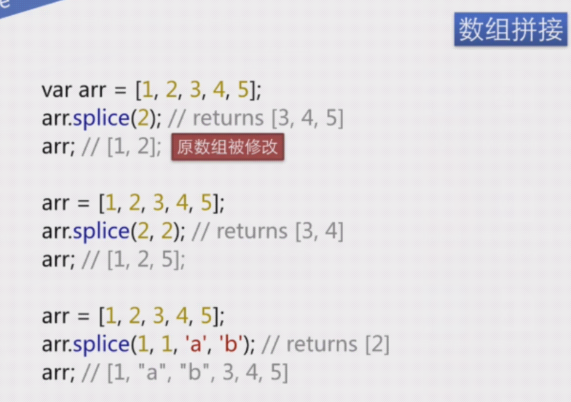 数组拼接
var arr = [1, 2, 3, 4, 5];
arr.splice(2); // returns [3, 4, 5]
arr; // [1, 2]; 原数组被修改
arr = [1, 2, 3, 4, 5];
arr.splice(2, 2); // returns [3, 4]
arr; // [1, 2, 5];
arr = [1, 2, 3, 4, 5];
arr.splice(1, 1, 'a', 'b'); // returns [2]
arr; // [1, "a", "b", 3, 4, 5]